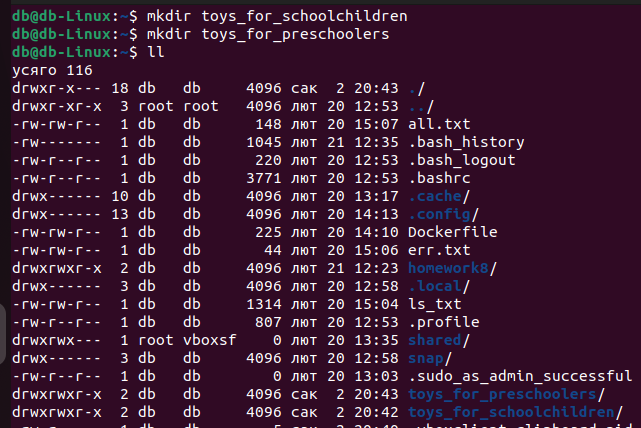 db@db-Linux:~$ mkdir toys_for_schoolchildren
db@db-Linux:~$ mkdir toys_for_preschoolers
db@db-Linux:~$ ll
усяго 116
drwxr-x--- 18 db   db     4096 сак  2 20:43 ./
drwxr-xr-x  3 root root   4096 лют 20 12:53 ../
-rw-rw-r--  1 db   db      148 лют 20 15:07 all.txt
-rw-------  1 db   db     1045 лют 21 12:35 .bash_history
-rw-r--r--  1 db   db      220 лют 20 12:53 .bash_logout
-rw-r--r--  1 db   db     3771 лют 20 12:53 .bashrc
drwx------ 10 db   db     4096 лют 20 13:17 .cache/
drwx------ 13 db   db     4096 лют 20 14:13 .config/
-rw-rw-r--  1 db   db      225 лют 20 14:10 Dockerfile
-rw-rw-r--  1 db   db       44 лют 20 15:06 err.txt
drwxrwxr-x  2 db   db     4096 лют 21 12:23 homework8/
drwx------  3 db   db     4096 лют 20 12:58 .local/
-rw-rw-r--  1 db   db     1314 лют 20 15:04 ls_txt
-rw-r--r--  1 db   db      807 лют 20 12:53 .profile
drwxrwx---  1 root vboxsf    0 лют 20 13:35 shared/
drwx------  3 db   db     4096 лют 20 12:58 snap/
-rw-r--r--  1 db   db        0 лют 20 13:03 .sudo_as_admin_successful
drwxrwxr-x  2 db   db     4096 сак  2 20:43 toys_for_preschoolers/
drwxrwxr-x  2 db   db     4096 сак  2 20:42 toys_for_schoolchildren/